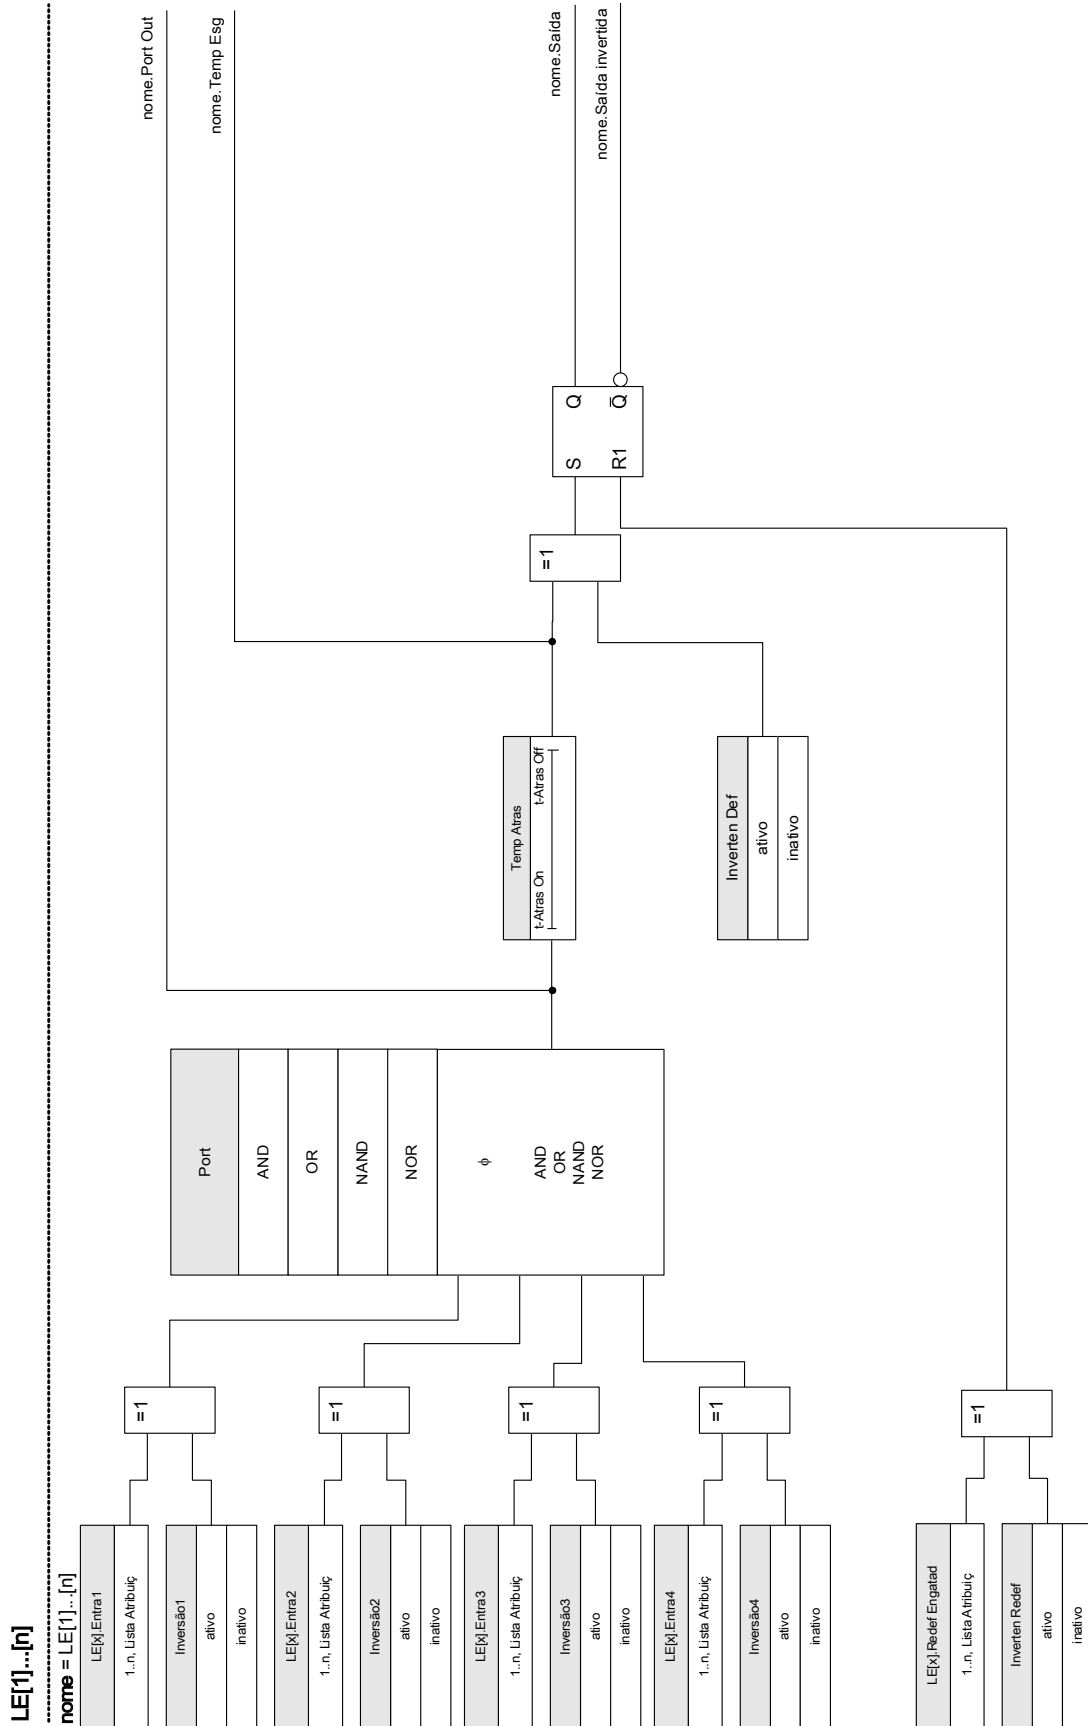 LE[1]...[n]
nome = LE[1]...[n]
LE[x].Entra1
1..n, Lista Atribuiç
Inversão1
ativo
inativo
LE[x].Entra2
1..n, Lista Atribuiç
Inversão2
ativo
inativo
LE[x].Entra3
1..n, Lista Atribuiç
Inversão3
ativo
inativo
LE[x].Entra4
1..n, Lista Atribuiç
Inversão4
ativo
inativo
LE[x].Redef Engatad
1..n, Lista Atribuiç
Inverten Redef
ativo
inativo
=1
=1
=1
=1
=1
Port
AND
OR
NAND
NOR
ϕ
AND
OR
NAND
NOR
Temp Atras
t-Atras On
t-Atras Off
Inverten Def
ativo
inativo
=1
S
Q
R1
Q̅
nome.Port Out
nome.Temp Esg
nome.Saída
nome.Saída invertida